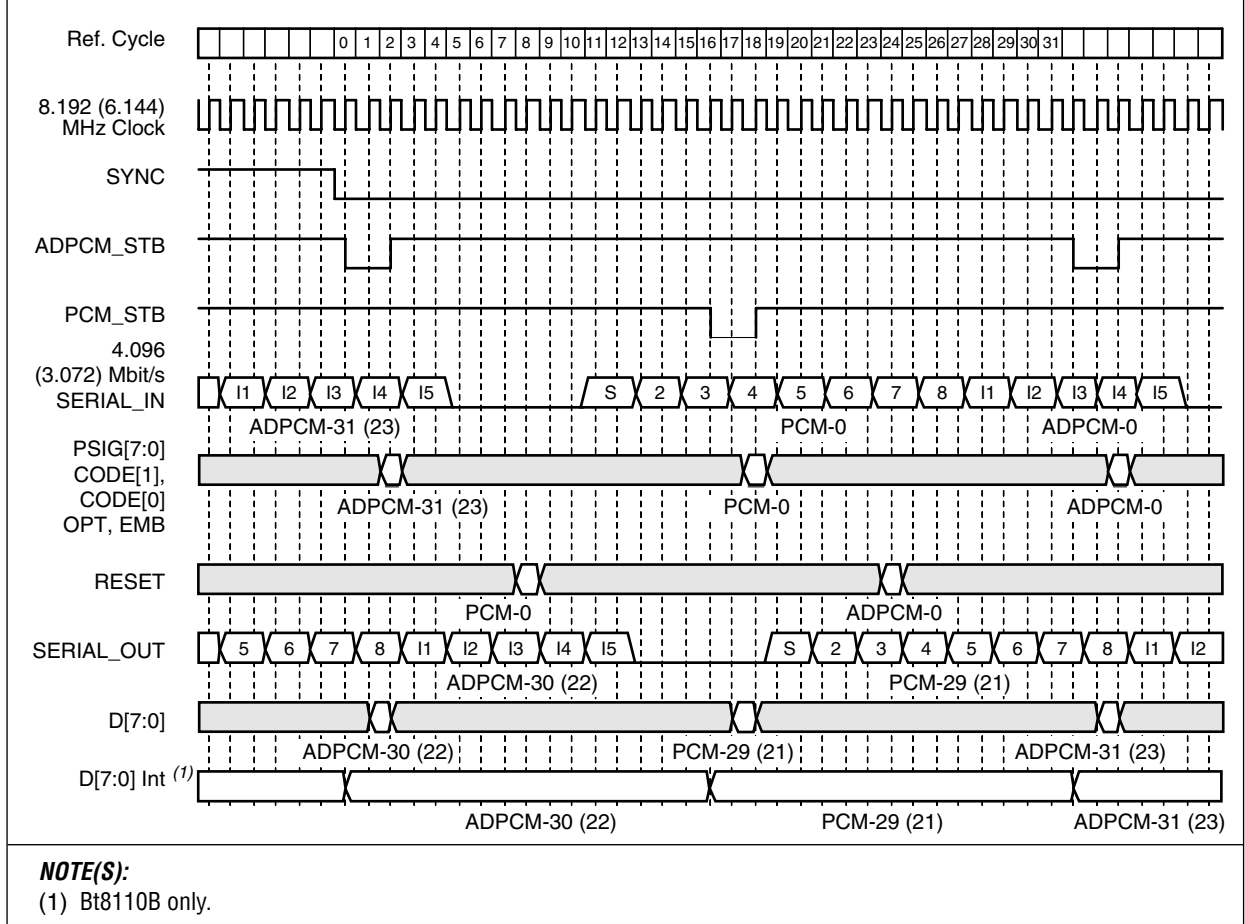 Ref. Cycle 0 1 2 3 4 5 6 7 8 9 10 11 12 13 14 15 16 17 18 19 20 21 22 23 24 25 26 27 28 29 30 31
8.192 (6.144)
MHz Clock
SYNC
ADPCM_STB
PCM_STB
4.096
(3.072) Mbit/s
SERIAL_IN I1 I2 I3 I4 I5 S 2 3 4 5 6 7 8 I1 I2 I3 I4 I5
ADPCM-31 (23) PCM-0 ADPCM-0
PSIG[7:0]
CODE[1],
CODE[0]
OPT, EMB
ADPCM-31 (23) PCM-0 ADPCM-0
RESET
PCM-0 ADPCM-0
SERIAL_OUT 5 6 7 8 I1 I2 I3 I4 I5 S 2 3 4 5 6 7 8 I1 I2
ADPCM-30 (22) PCM-29 (21)
D[7:0]
ADPCM-30 (22) PCM-29 (21) ADPCM-31 (23)
D[7:0] Int (1)
ADPCM-30 (22) PCM-29 (21) ADPCM-31 (23)
NOTE(S):
(1) Bt8110B only.